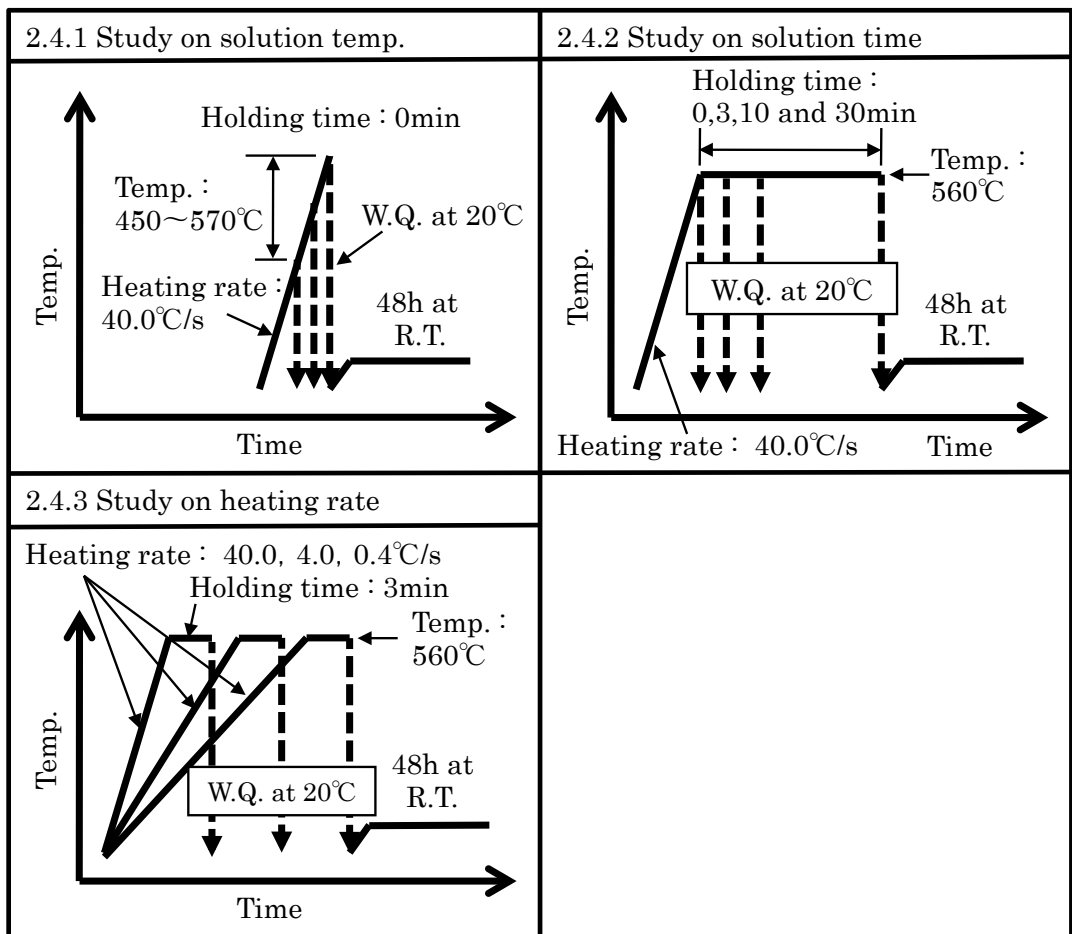 2.4.1 Study on solution temp.
Holding time : 0min
Temp. :
450～570℃
W.Q. at 20℃
Heating rate :
40.0℃/s
48h at
R.T.
Temp.
Time
2.4.2 Study on solution time
Holding time :
0,3,10 and 30min
Temp. :
560℃
W.Q. at 20℃
48h at
R.T.
Temp.
Heating rate : 40.0℃/s
Time
2.4.3 Study on heating rate
Heating rate : 40.0, 4.0, 0.4℃/s
Holding time : 3min
Temp. :
560℃
W.Q. at 20℃
48h at
R.T.
Temp.
Time